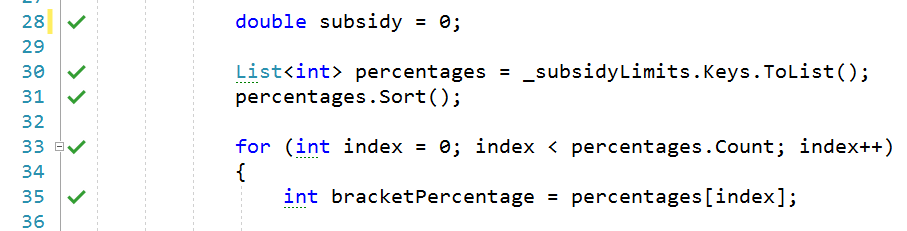 28 double subsidy = 0;
29
30 List<int> percentages = _subsidyLimits.Keys.ToList();
31 percentages.Sort();
32
33 for (int index = 0; index < percentages.Count; index++)
34 {
35 int bracketPercentage = percentages[index];
36